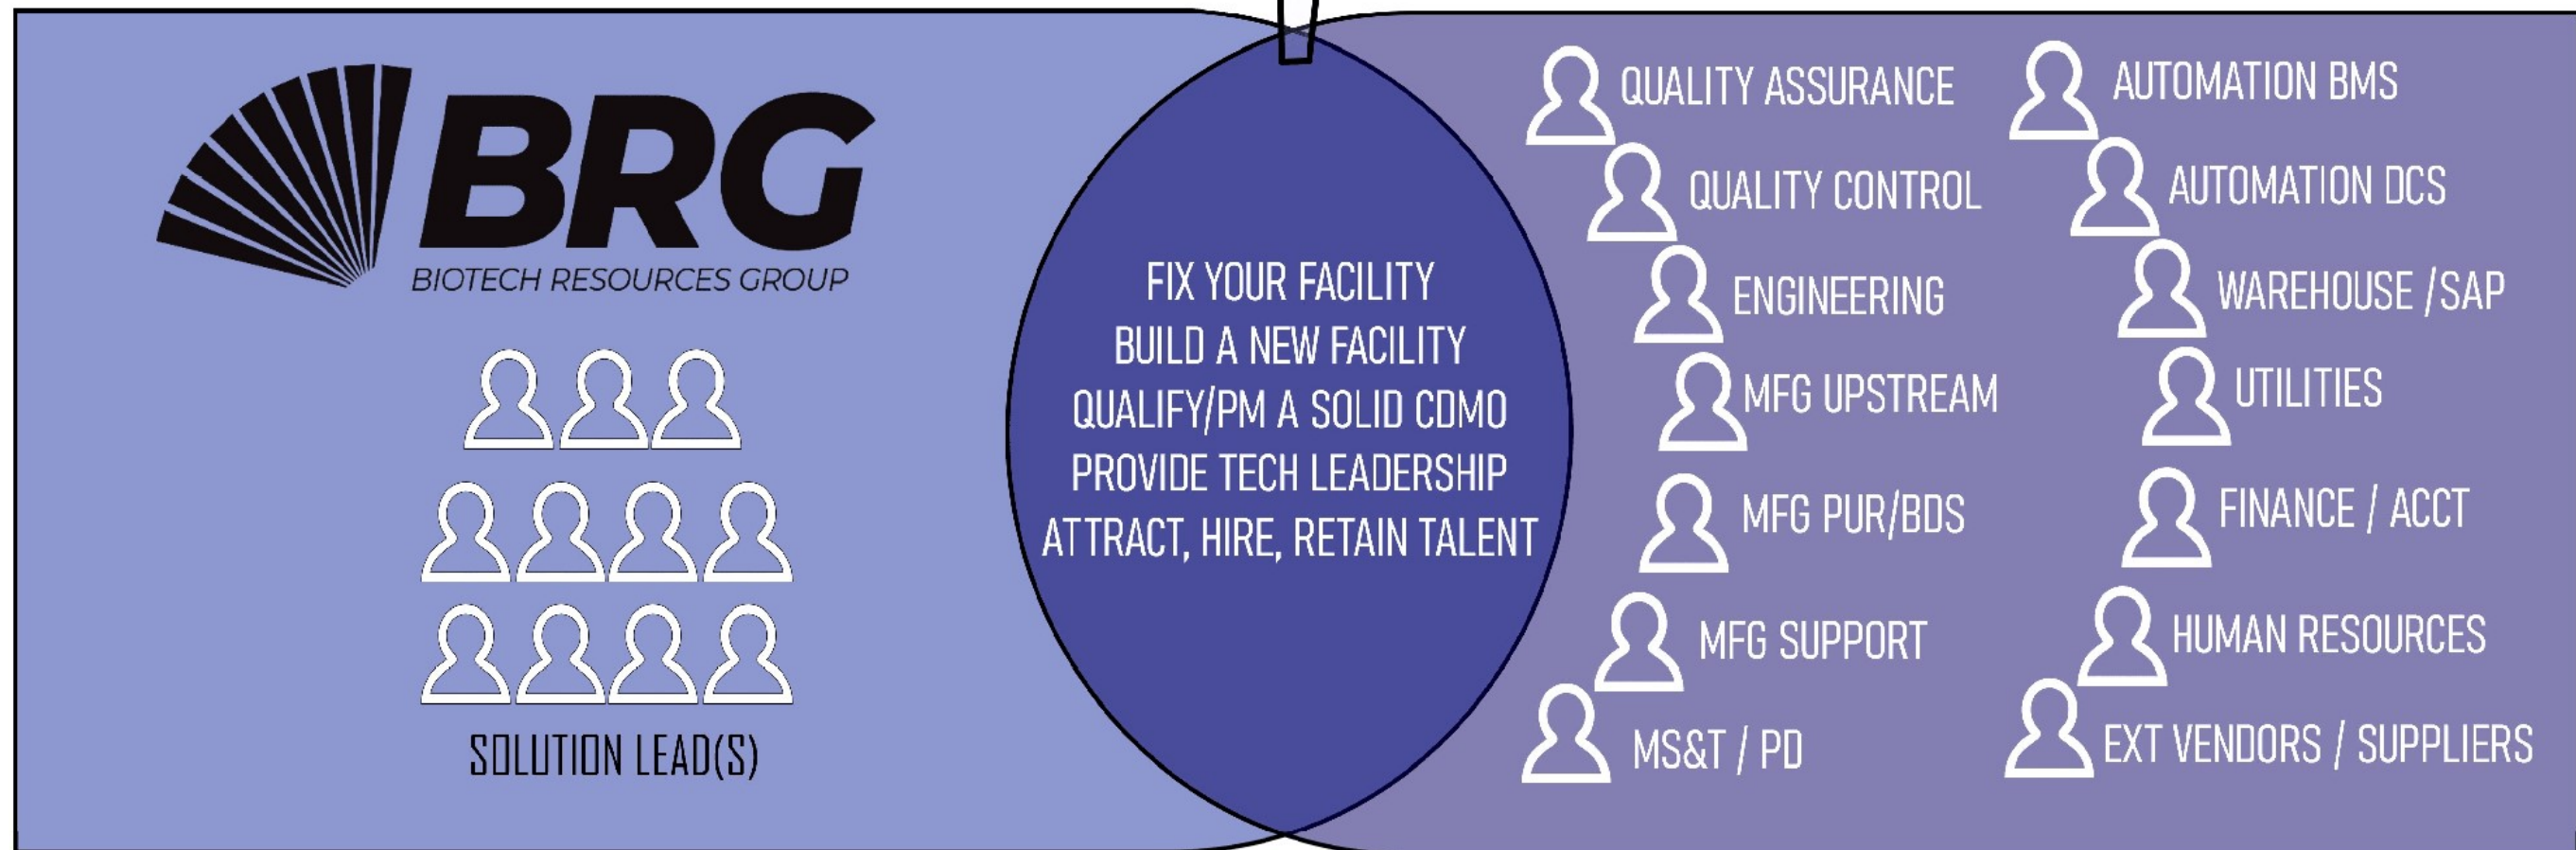 BRG
BIOTECH RESOURCES GROUP
SOLUTION LEAD(S)
FIX YOUR FACILITY
BUILD A NEW FACILITY
QUALIFY/PM A SOLID CDMO
PROVIDE TECH LEADERSHIP
ATTRACT, HIRE, RETAIN TALENT
QUALITY ASSURANCE
QUALITY CONTROL
ENGINEERING
MFG UPSTREAM
MFG PUR/BDS
MFG SUPPORT
MS&T / PD
AUTOMATION BMS
AUTOMATION DCS
WAREHOUSE /SAP
UTILITIES
FINANCE / ACCT
HUMAN RESOURCES
EXT VENDORS / SUPPLIERS